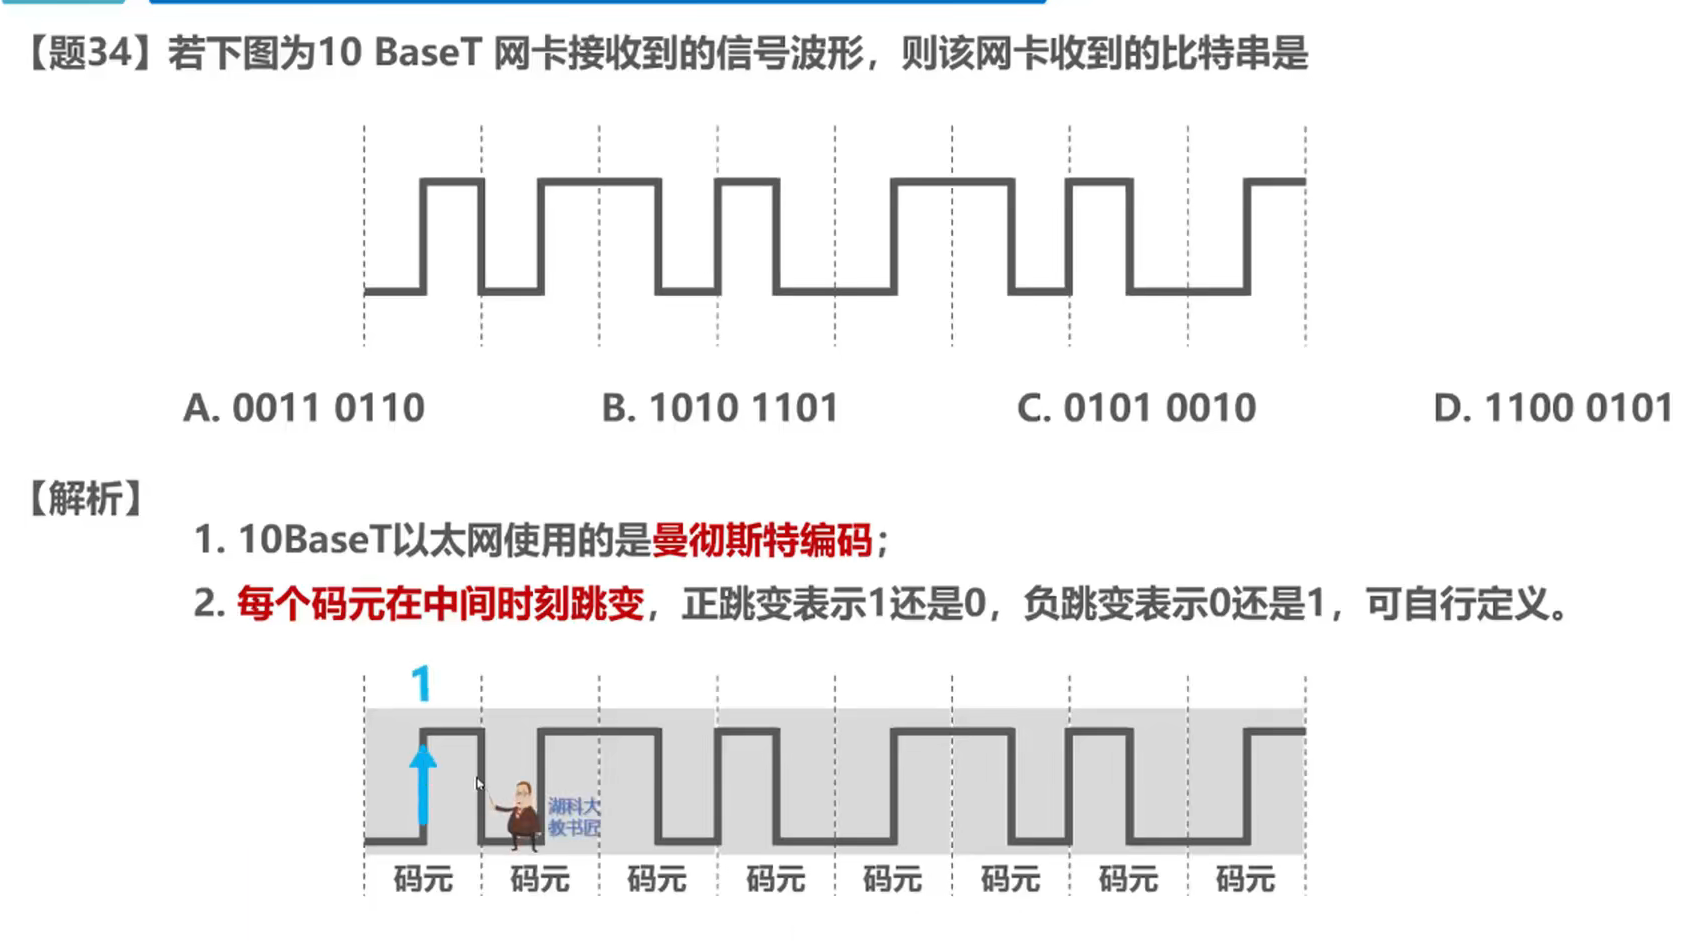 【题34】若下图为10 BaseT 网卡接收到的信号波形，则该网卡收到的比特串是
A. 0011 0110 B. 1010 1101 C. 0101 0010 D. 1100 0101
【解析】
1. 10BaseT以太网使用的是曼彻斯特编码；
2. 每个码元在中间时刻跳变，正跳变表示1还是0，负跳变表示0还是1，可自行定义。
1
湖科大
教书匠
码元 码元 码元 码元 码元 码元 码元 码元